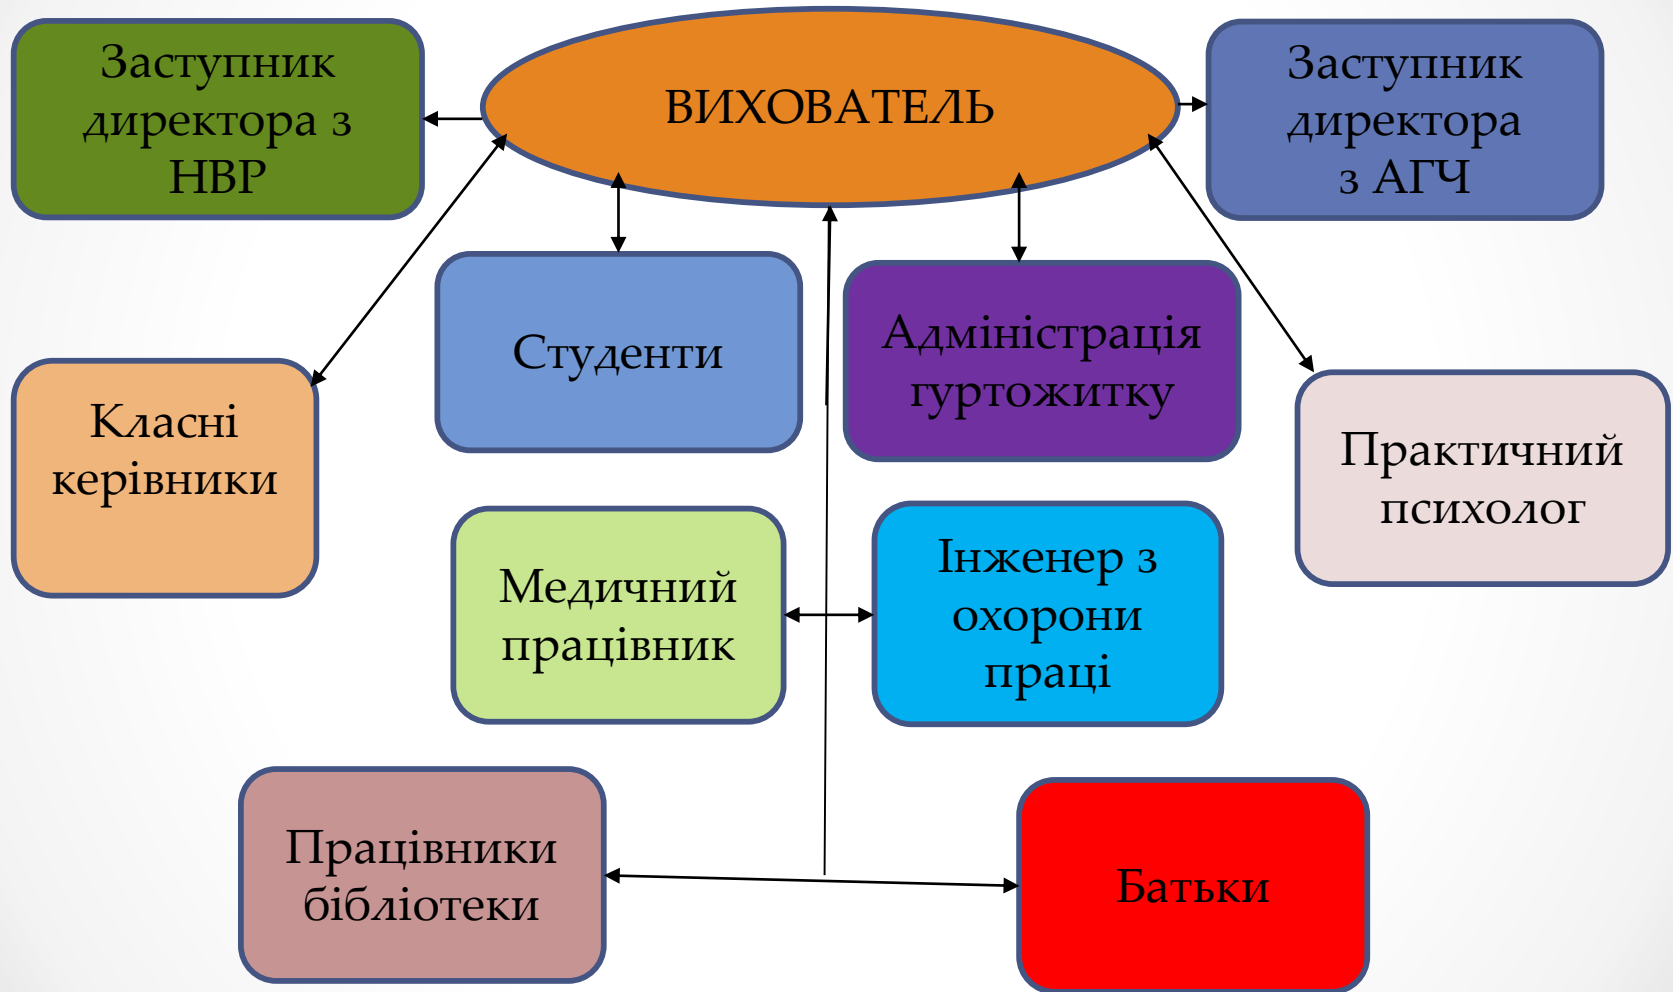 Заступник
директора з
НВР
ВИХОВАТЕЛЬ
Заступник
директора
з АГЧ
Студенти
Адміністрація
гуртожитку
Класні
керівники
Практичний
психолог
Медичний
працівник
Інженер з
охорони
праці
Працівники
бібліотеки
Батьки